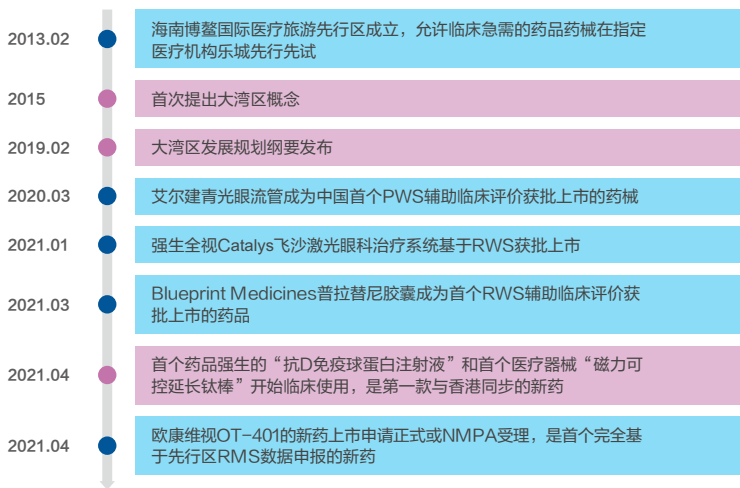 2013.02
海南博鳌国际医疗旅游先行区成立，允许临床急需的药品药械在指定
医疗机构乐城先行先试
2015
首次提出大湾区概念
2019.02
大湾区发展规划纲要发布
2020.03
艾尔建青光眼流管成为中国首个PWS辅助临床评价获批上市的药械
2021.01
强生全视Catalys飞沙激光眼科治疗系统基于RWS获批上市
2021.03
Blueprint Medicines普拉替尼胶囊成为首个RWS辅助临床评价获
批上市的药品
2021.04
首个药品强生的“抗D免疫球蛋白注射液”和首个医疗器械“磁力可
控延长钛棒”开始临床使用，是第一款与香港同步的新药
2021.04
欧康维视OT-401的新药上市申请正式或NMPA受理，是首个完全基
于先行区RMS数据申报的新药